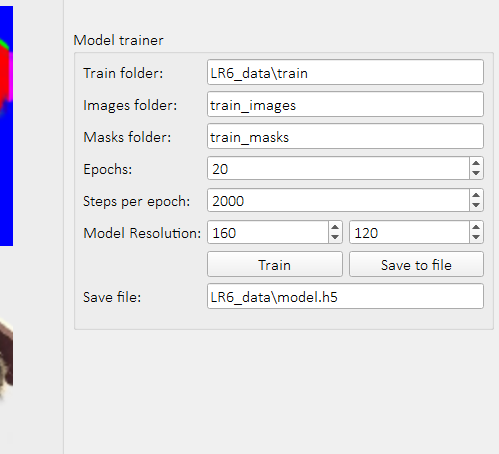 Model trainer
Train folder: LR6_data\train
Images folder: train_images
Masks folder: train_masks
Epochs: 20
Steps per epoch: 2000
Model Resolution: 160 120
Train Save to file
Save file: LR6_data\model.h5